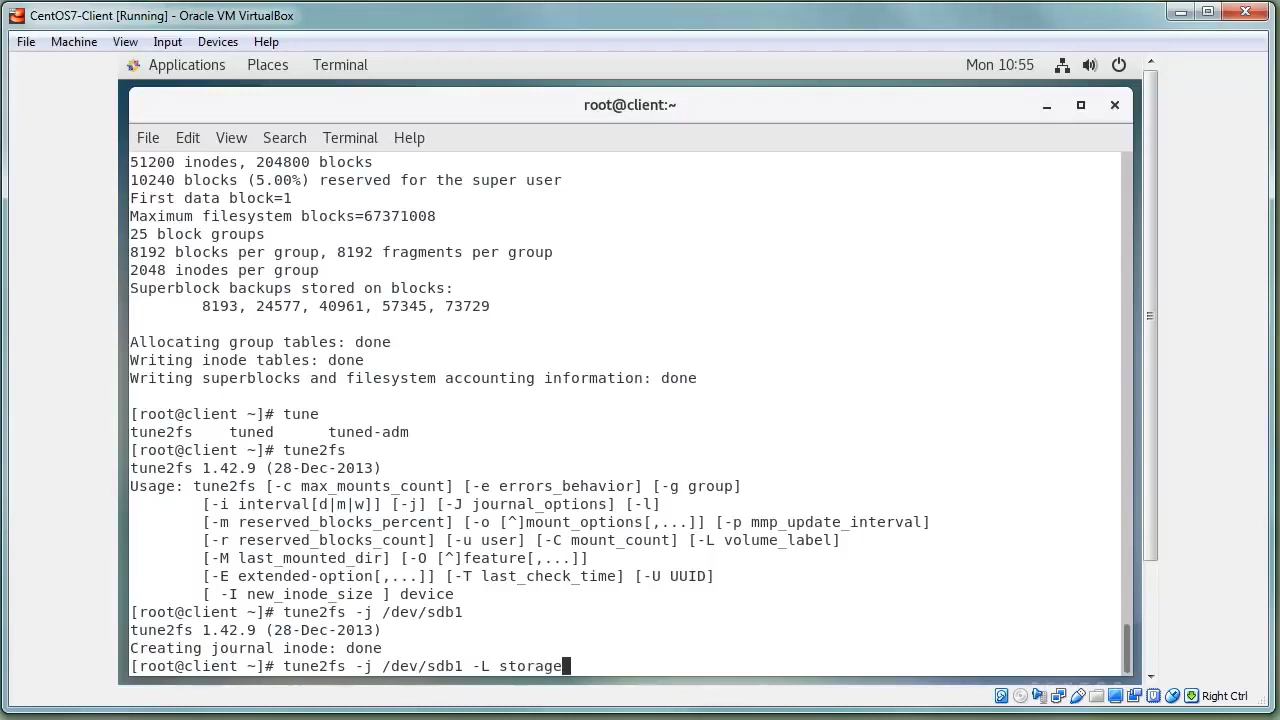 CentOS7-Client [Running] - Oracle VM VirtualBox
File Machine View Input Devices Help
Applications Places Terminal Mon 10:55
root@client:~
File Edit View Search Terminal Help
51200 inodes, 204800 blocks
10240 blocks (5.00%) reserved for the super user
First data block=1
Maximum filesystem blocks=67371008
25 block groups
8192 blocks per group, 8192 fragments per group
2048 inodes per group
Superblock backups stored on blocks:
8193, 24577, 40961, 57345, 73729
Allocating group tables: done
Writing inode tables: done
Writing superblocks and filesystem accounting information: done
[root@client ~]# tune
tune2fs tuned tuned-adm
[root@client ~]# tune2fs
tune2fs 1.42.9 (28-Dec-2013)
Usage: tune2fs [-c max_mounts_count] [-e errors_behavior] [-g group]
[-i interval[d|m|w]] [-j] [-J journal_options] [-l]
[-m reserved_blocks_percent] [-o [^]mount_options[,...]] [-p mmp_update_interval]
[-r reserved_blocks_count] [-u user] [-C mount_count] [-L volume_label]
[-M last_mounted_dir] [-O [^]feature[,...]]
[-E extended-option[,...]] [-T last_check_time] [-U UUID]
[ -I new_inode_size ] device
[root@client ~]# tune2fs -j /dev/sdb1
tune2fs 1.42.9 (28-Dec-2013)
Creating journal inode: done
[root@client ~]# tune2fs -j /dev/sdb1 -L storage
Right Ctrl